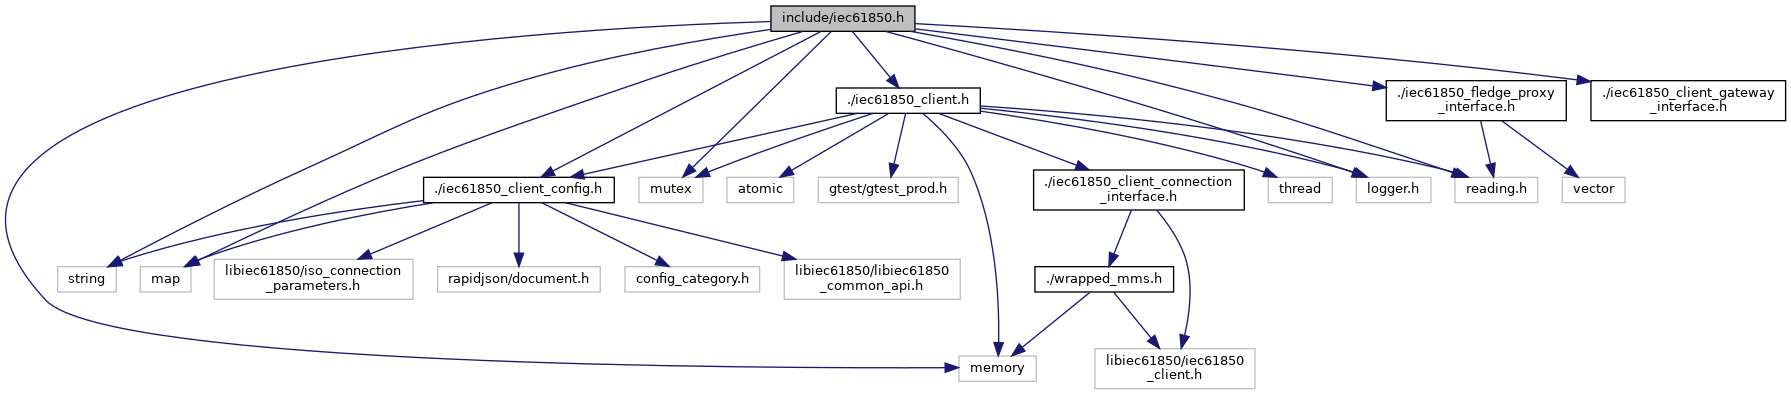 include/iec61850.h
./iec61850_client.h
./iec61850_fledge_proxy
_interface.h
./iec61850_client_gateway
_interface.h
./iec61850_client_config.h
mutex
atomic
gtest/gtest_prod.h
./iec61850_client_connection
_interface.h
thread
logger.h
reading.h
vector
string
map
libiec61850/iso_connection
_parameters.h
rapidjson/document.h
config_category.h
libiec61850/libiec61850
_common_api.h
./wrapped_mms.h
memory
libiec61850/iec61850
_client.h